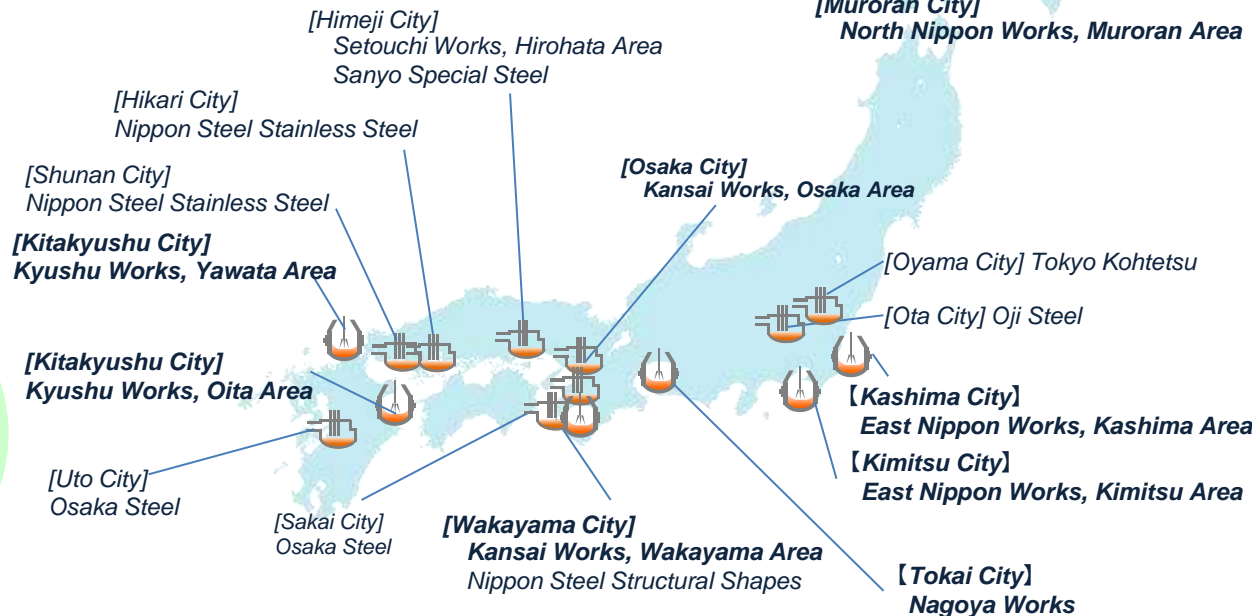 [Muroran City]
North Nippon Works, Muroran Area
[Himeji City]
Setouchi Works, Hirohata Area
Sanyo Special Steel
[Hikari City]
Nippon Steel Stainless Steel
[Shunan City]
Nippon Steel Stainless Steel
[Osaka City]
Kansai Works, Osaka Area
[Kitakyushu City]
Kyushu Works, Yawata Area
[Oyama City] Tokyo Kohtetsu
[Ota City] Oji Steel
[Kitakyushu City]
Kyushu Works, Oita Area
【Kashima City】
East Nippon Works, Kashima Area
【Kimitsu City】
East Nippon Works, Kimitsu Area
[Uto City]
Osaka Steel
[Sakai City]
Osaka Steel
[Wakayama City]
Kansai Works, Wakayama Area
Nippon Steel Structural Shapes
【Tokai City】
Nagoya Works